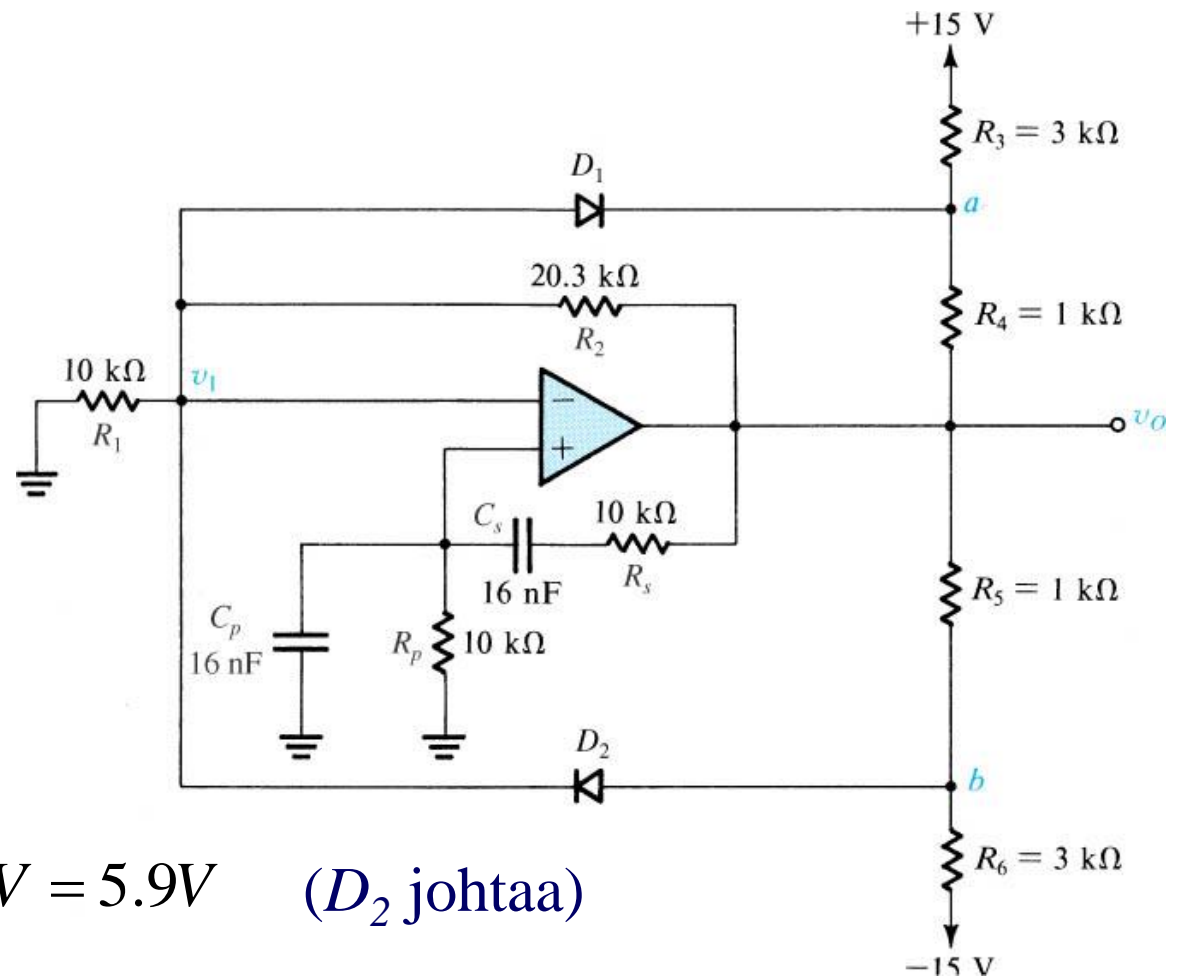 +15 V
R3 = 3 kΩ
D1
a
20.3 kΩ
R4 = 1 kΩ
R2
10 kΩ
v1
R1
−
vO
+
Cs
10 kΩ
16 nF
Rs
R5 = 1 kΩ
Cp
16 nF
Rp
10 kΩ
D2
b
R6 = 3 kΩ
V = 5.9V (D2 johtaa)
−15 V